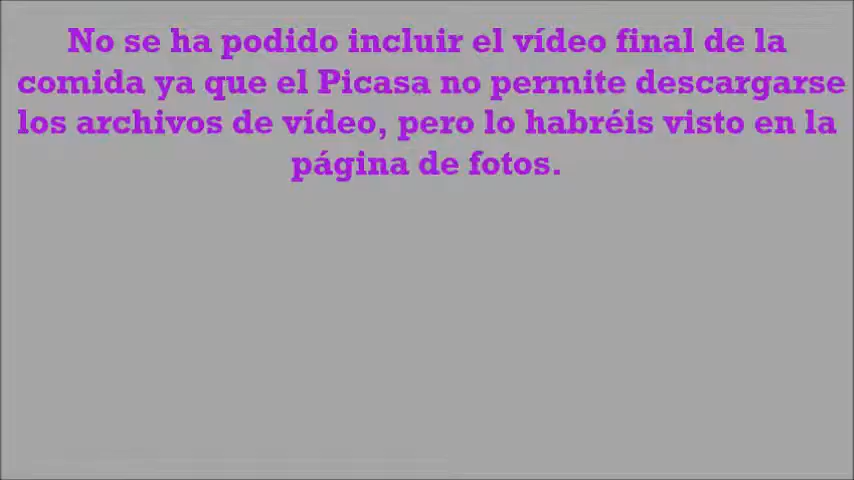 No se ha podido incluir el vídeo final de la
comida ya que el Picasa no permite descargarse
los archivos de vídeo, pero lo habréis visto en la
página de fotos.